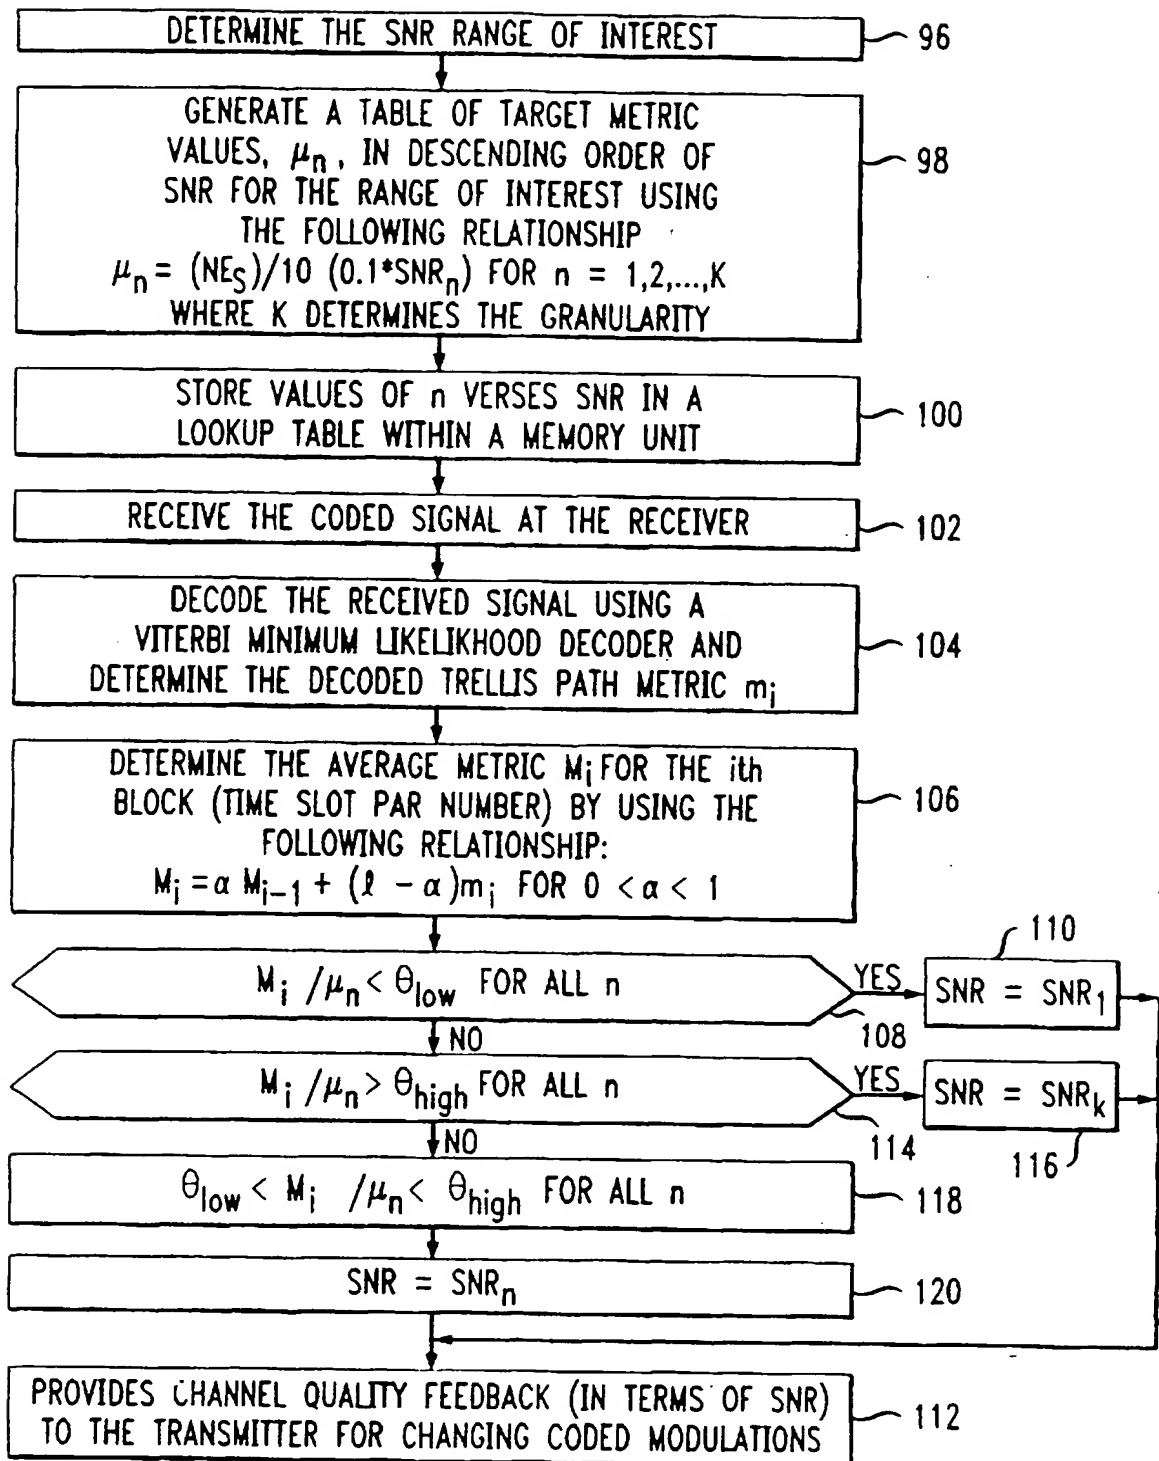 DETERMINE THE SNR RANGE OF INTEREST
96
GENERATE A TABLE OF TARGET METRIC
VALUES, μn, IN DESCENDING ORDER OF
SNR FOR THE RANGE OF INTEREST USING
THE FOLLOWING RELATIONSHIP
μn = (NES)/10 (0.1*SNRn) FOR n = 1,2,...,K
WHERE K DETERMINES THE GRANULARITY
98
STORE VALUES OF n VERSES SNR IN A
LOOKUP TABLE WITHIN A MEMORY UNIT
100
RECEIVE THE CODED SIGNAL AT THE RECEIVER
102
DECODE THE RECEIVED SIGNAL USING A
VITERBI MINIMUM LIKELIKHOOD DECODER AND
DETERMINE THE DECODED TRELLIS PATH METRIC mi
104
DETERMINE THE AVERAGE METRIC Mi FOR THE ith
BLOCK (TIME SLOT PAR NUMBER) BY USING THE
FOLLOWING RELATIONSHIP:
Mi = α Mi-1 + (ℓ - α)mi FOR 0 < α < 1
106
Mi /μn < θlow FOR ALL n
108
YES
SNR = SNR1
110
NO
Mi /μn > θhigh FOR ALL n
114
YES
SNR = SNRk
116
NO
θlow < Mi /μn < θhigh FOR ALL n
118
SNR = SNRn
120
PROVIDES CHANNEL QUALITY FEEDBACK (IN TERMS OF SNR)
TO THE TRANSMITTER FOR CHANGING CODED MODULATIONS
112